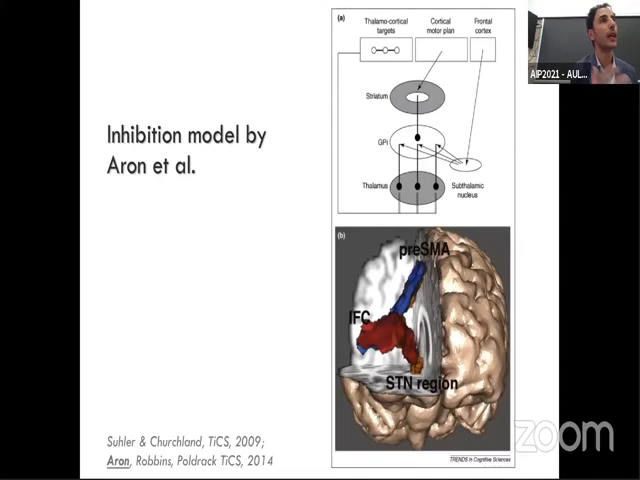 Inhibition model by
Aron et al.
Suhler & Churchland, TiCS, 2009;
Aron, Robbins, Poldrack TiCS, 2014
(a)
Thalamo-cortical
targets
Cortical
motor plan
Frontal
cortex
Striatum
GPi
Thalamus
Subthalamic
nucleus
(b)
preSMA
IFC
STN region
TRENDS in Cognitive Sciences
AIP2021 - AUL...
zoom